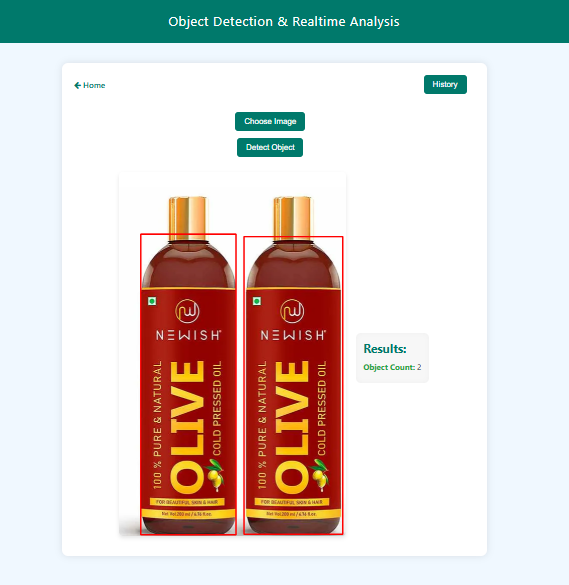 Object Detection & Realtime Analysis
Home
History
Choose Image
Detect Object
NEWISH
100 % PURE & NATURAL
OLIVE
COLD PRESSED OIL
FOR BEAUTIFUL SKIN & HAIR
Net Vol.200 ml / 6.76 fl.oz.
NEWISH
100 % PURE & NATURAL
OLIVE
COLD PRESSED OIL
FOR BEAUTIFUL SKIN & HAIR
Net Vol.200 ml / 6.76 fl.oz.
Results:
Object Count: 2